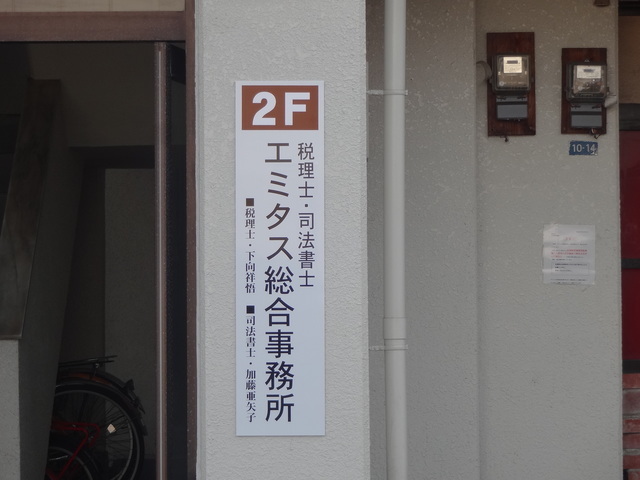 2F
税理士・司法書士
エミタス総合事務所
■税理士・下向祥悟 ■司法書士・加藤亜矢子
10-14